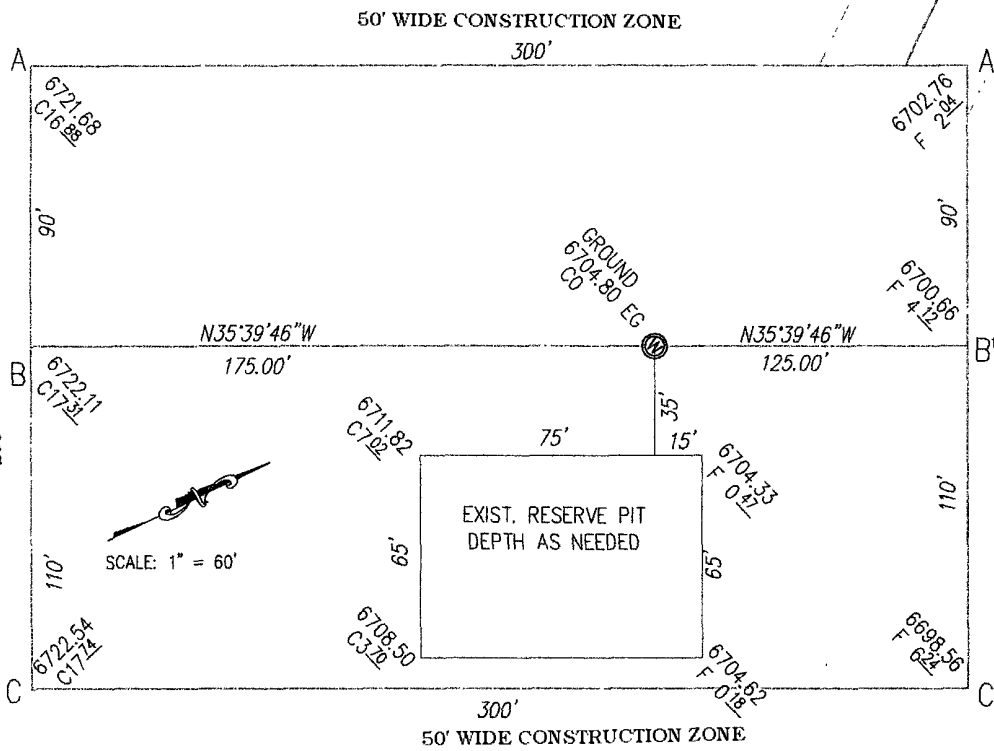 50' WIDE CONSTRUCTION ZONE
300'
A
A
6721.68
C16.88
6702.76
F 2.04
90'
90'
GROUND
6704.80 EG
C0
6700.66
F 4.12
N35°39'46"W
W
N35°39'46"W
B
175.00'
125.00'
B'
6722.11
C17.31
35'
6711.82
C7.02
75'
15'
6704.33
F 0.47
EXIST. RESERVE PIT
DEPTH AS NEEDED
110'
SCALE: 1" = 60'
65'
65'
110'
6722.54
C17.74
6708.50
C3.70
6704.62
F 0.18
6698.56
F 6.24
C
C
300'
50' WIDE CONSTRUCTION ZONE